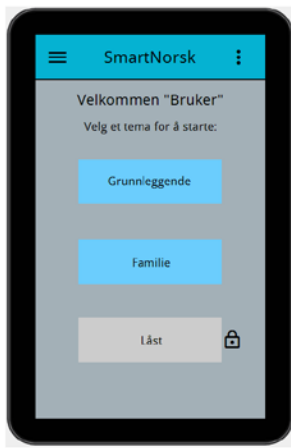 SmartNorsk
Velkommen "Bruker"
Velg et tema for å starte:
Grunnleggende
Familie
Låst